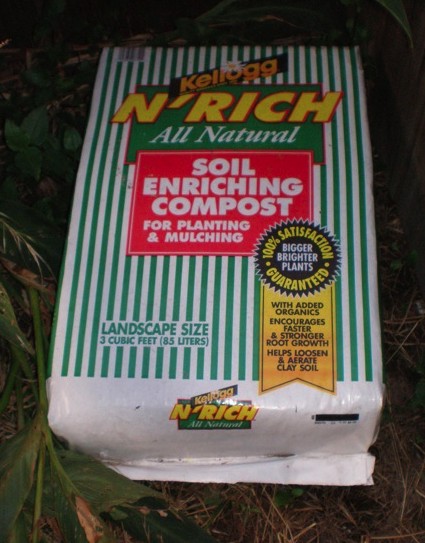 Kellogg
N'RICH
All Natural
SOIL
ENRICHING
COMPOST
FOR PLANTING
& MULCHING
100% SATISFACTION
GUARANTEED
BIGGER
BRIGHTER
PLANTS
WITH ADDED
ORGANICS
ENCOURAGES
FASTER
& STRONGER
ROOT GROWTH
HELPS LOOSEN
& AERATE
CLAY SOIL
LANDSCAPE SIZE
3 CUBIC FEET (85 LITERS)
Kellogg
N'RICH
All Natural